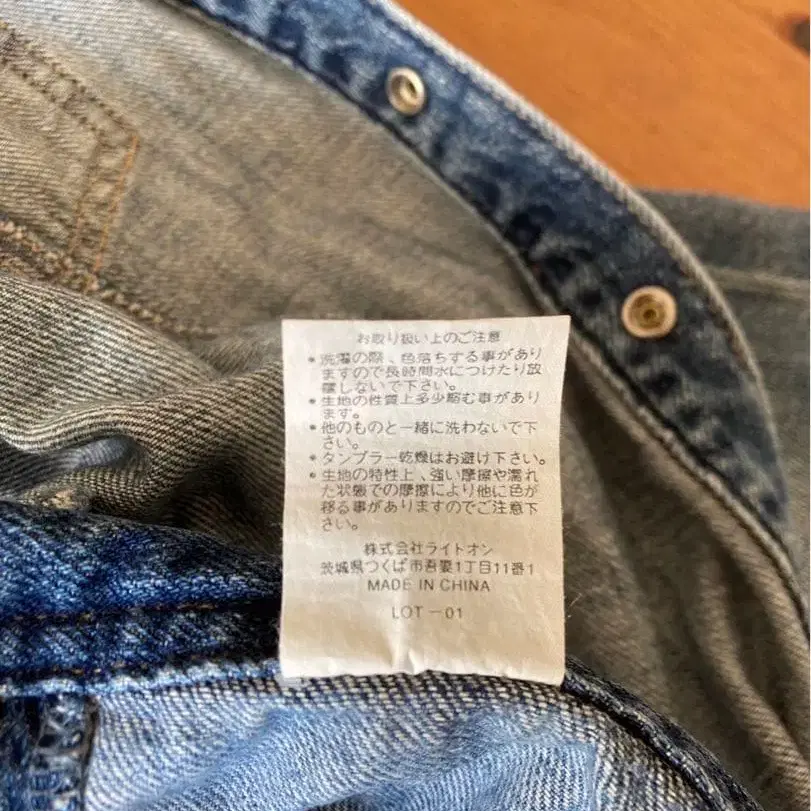 お取り扱い上のご注意
•洗濯の際、色落ちする事があり
ますので長時間水につけたり放
置しないで下さい。
•生地の性質上多少縮む事があり
ます。
•他のものと一緒に洗わないで下
さい。
•タンブラー乾燥はお避け下さい。
•生地の特性上、強い摩擦や濡れ
た状態での摩擦により他に色が
移る事がありますのでご注意下
さい。
株式会社ライトオン
茨城県つくば市吾妻1丁目11番1
MADE IN CHINA
LOT－01